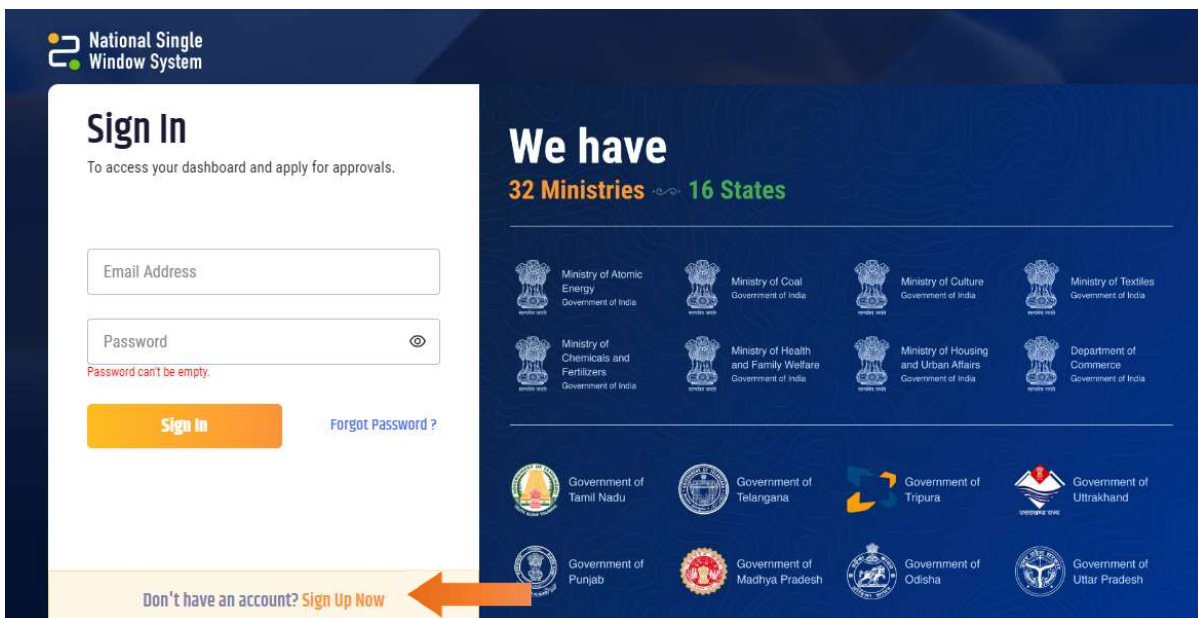 National Single
Window System
Sign In
To access your dashboard and apply for approvals.
Email Address
Password
Password can't be empty.
Sign In
Forgot Password ?
Don't have an account? Sign Up Now
We have
32 Ministries
16 States
Ministry of Atomic
Energy
Government of India
Ministry of Coal
Government of India
Ministry of Culture
Government of India
Ministry of Textiles
Government of India
Ministry of
Chemicals and
Fertilizers
Government of India
Ministry of Health
and Family Welfare
Government of India
Ministry of Housing
and Urban Affairs
Government of India
Department of
Commerce
Government of India
Government of
Tamil Nadu
Government of
Telangana
Government of
Tripura
Government of
Uttrakhand
Government of
Punjab
Government of
Madhya Pradesh
Government of
Odisha
Government of
Uttar Pradesh